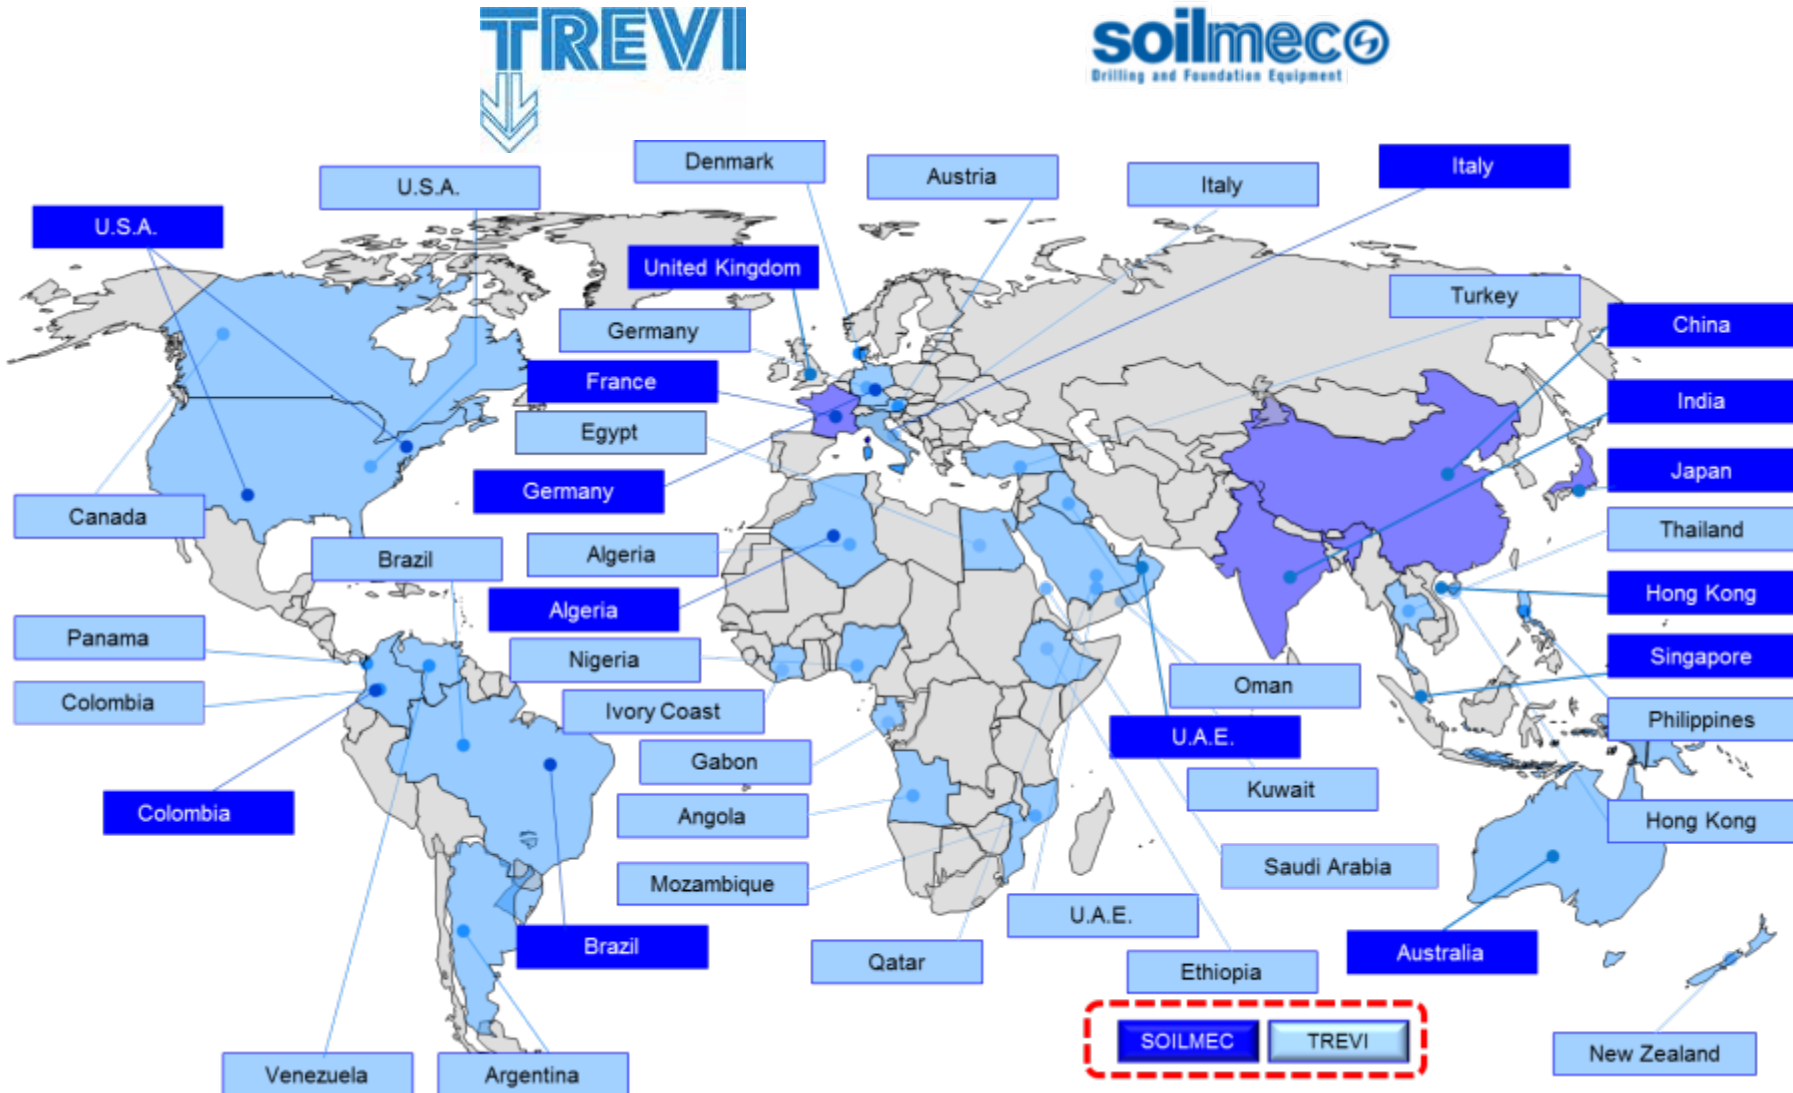 TREVI
soilmec
Drilling and Foundation Equipment
Denmark
Austria
Italy
Italy
U.S.A.
U.S.A.
United Kingdom
Turkey
Germany
China
France
India
Egypt
Japan
Germany
Canada
Thailand
Brazil
Algeria
Hong Kong
Algeria
Panama
Nigeria
Singapore
Oman
Colombia
Ivory Coast
Philippines
U.A.E.
Gabon
Kuwait
Colombia
Angola
Hong Kong
Saudi Arabia
Mozambique
U.A.E.
Brazil
Australia
Qatar
Ethiopia
SOILMEC
TREVI
New Zealand
Venezuela
Argentina